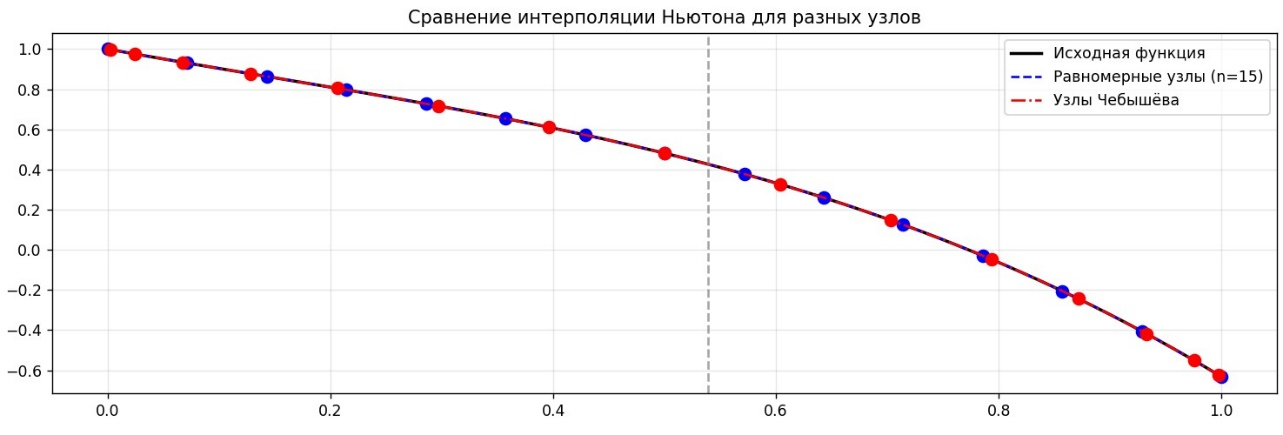 Сравнение интерполяции Ньютона для разных узлов
Исходная функция
Равномерные узлы (n=15)
Узлы Чебышёва
1.0
0.8
0.6
0.4
0.2
0.0
−0.2
−0.4
−0.6
0.0 0.2 0.4 0.6 0.8 1.0